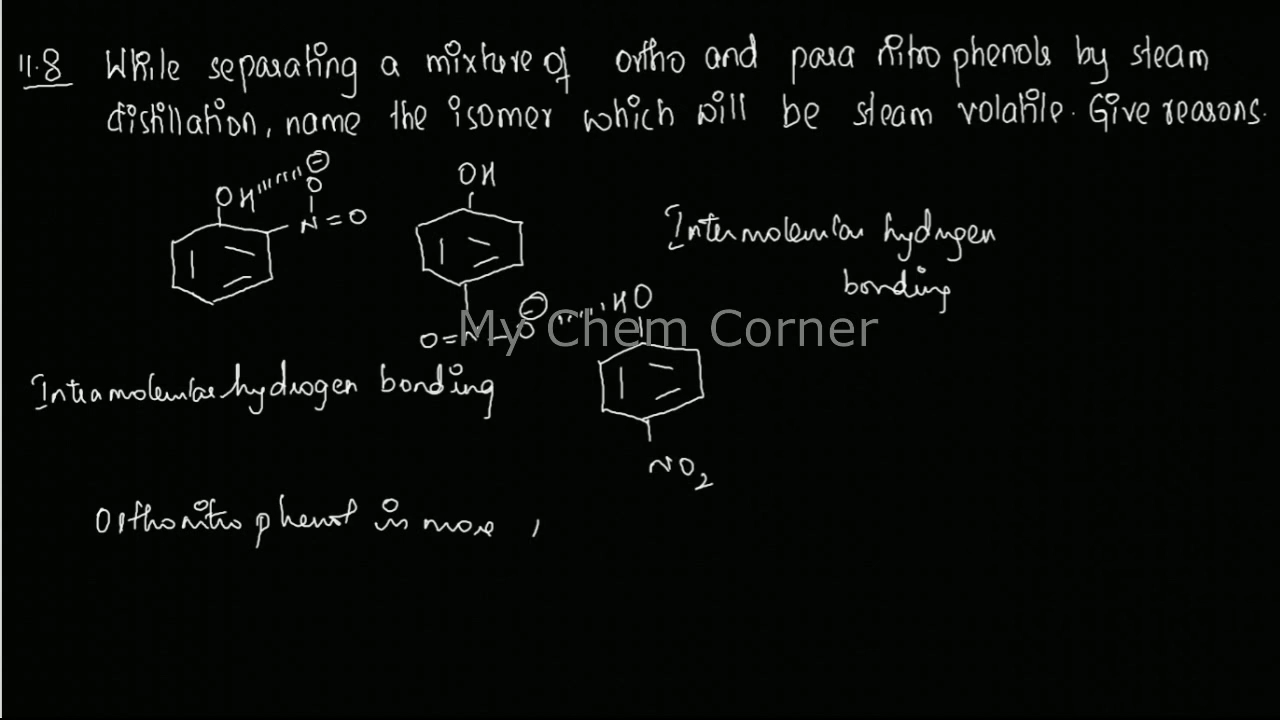 11.8 While separating a mixture of ortho and para nitro phenols by steam
distillation, name the isomer which will be steam volatile. Give reasons.
OH
O
⊖
N=O
OH
Intermolecular hydrogen
bonding
O=N-O
⊖
HO
My Chem Corner
Intramolecular hydrogen bonding
NO2
Orthonitro phenol is more